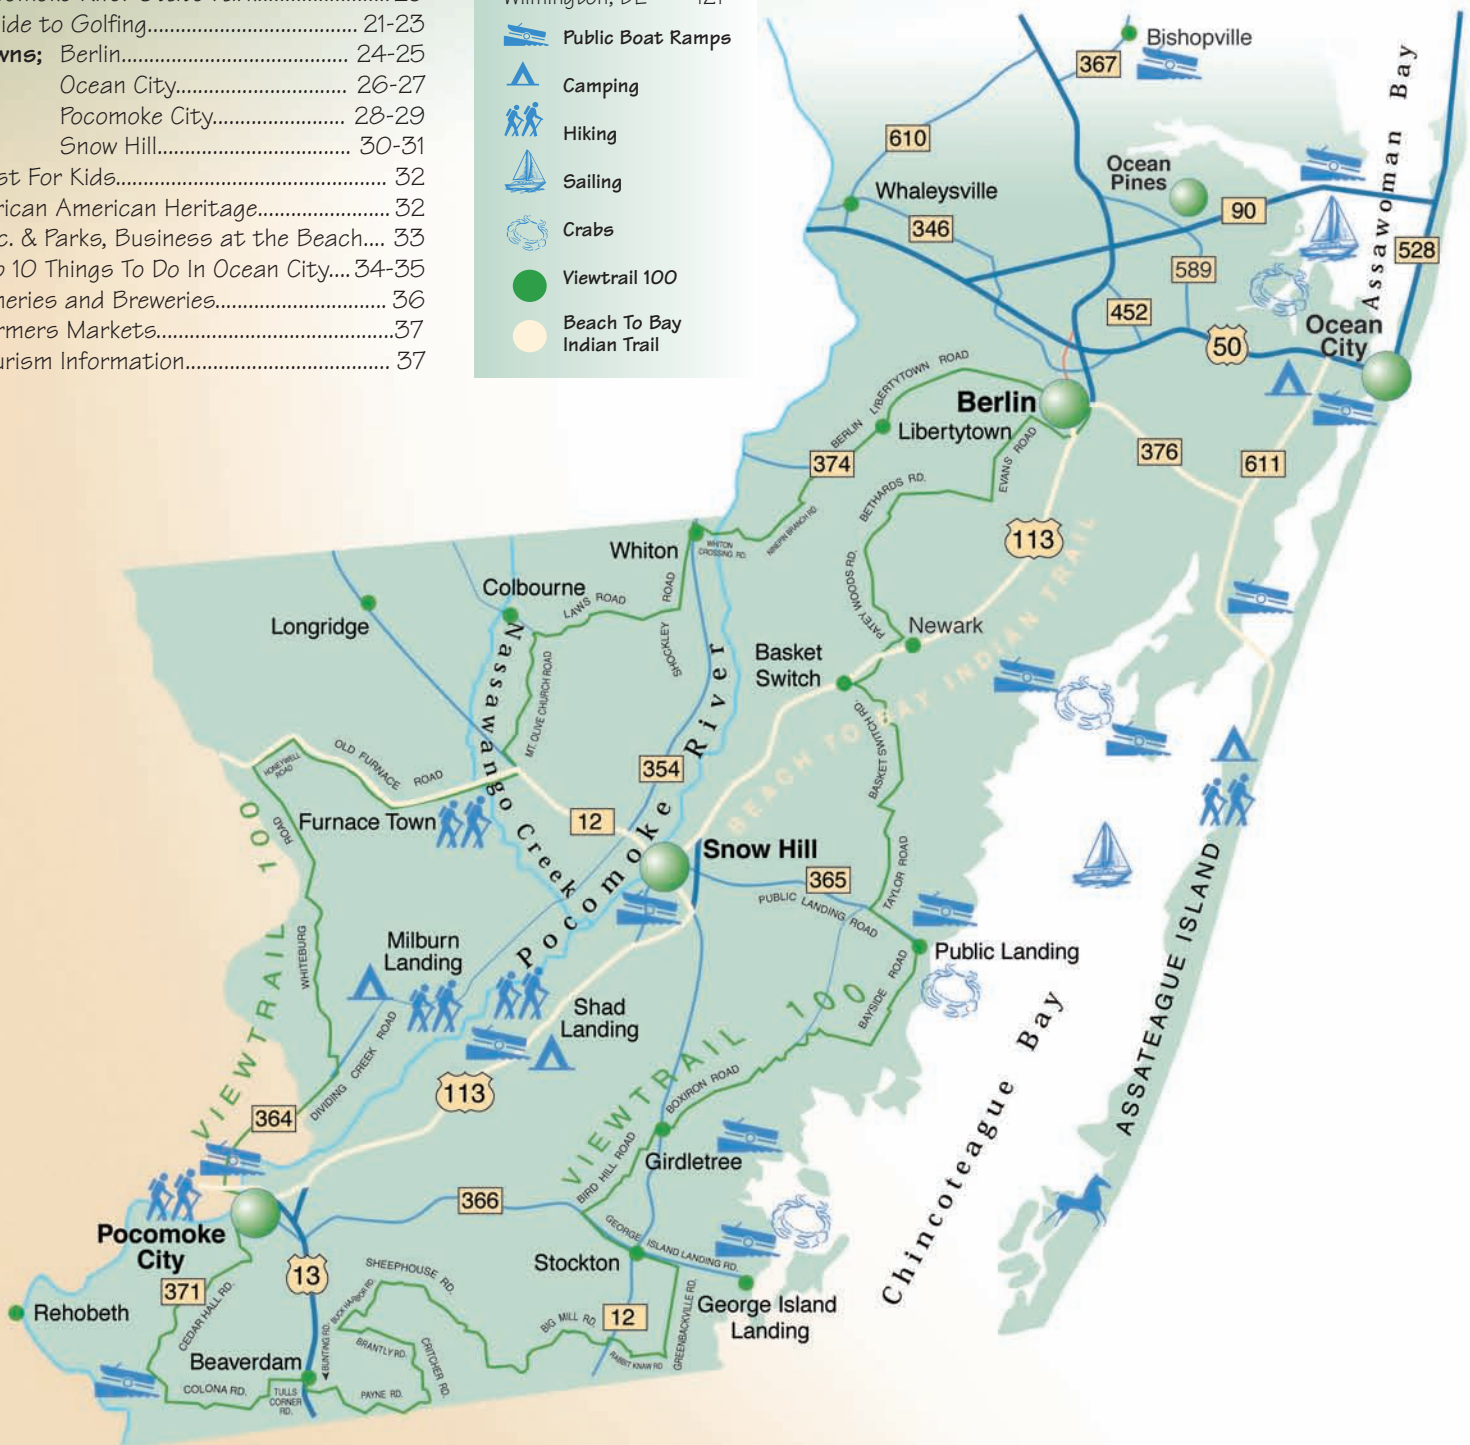 ide to Golfing.................................... 21-23
wns; Berlin....................................... 24-25
Ocean City.............................. 26-27
Pocomoke City....................... 28-29
Snow Hill.................................. 30-31
st For Kids............................................... 32
rican American Heritage....................... 32
c. & Parks, Business at the Beach.... 33
10 Things To Do In Ocean City.... 34-35
neries and Breweries.............................. 36
rmers Markets.........................................37
urism Information.................................... 37
Wilmington, DE 121
Public Boat Ramps
Camping
Hiking
Sailing
Crabs
Viewtrail 100
Beach To Bay
Indian Trail
Bishopville
367
610
Whaleysville
346
Ocean
Pines
90
589
452
50
528
Assawoman Bay
Ocean
City
Berlin
BERLIN LIBERTYTOWN ROAD
Libertytown
374
EVANS ROAD
BETHARDS RD.
376
611
113
NINEPIN BRANCH RD.
WHITON
CROSSING RD.
Whiton
Colbourne
LAWS ROAD
SHOCKLEY ROAD
Longridge
PATEY WOODS RD.
Newark
Basket
Switch
BASKET SWITCH RD.
BEACH TO BAY INDIAN TRAIL
Nassawango Creek
MT. OLIVE CHURCH ROAD
Pocomoke River
354
HONEYWELL
ROAD
OLD FURNACE ROAD
Furnace Town
12
Snow Hill
365
PUBLIC LANDING ROAD
TAYLOR ROAD
Public Landing
BAYSIDE ROAD
VIEWTRAIL 100
WHITEBURG ROAD
Milburn
Landing
Shad
Landing
DIVIDING CREEK ROAD
364
113
VIEWTRAIL 100
BOXIRON ROAD
Girdletree
BIRD HILL ROAD
Chincoteague Bay
ASSATEAGUE ISLAND
366
Pocomoke
City
371
CEDAR HALL RD.
13
Rehobeth
Beaverdam
COLONA RD.
TULLS
CORNER
RD.
BUNTING RD.
BUCK HARBOR RD.
SHEEPHOUSE RD.
BRANTLY RD.
CRITCHER RD.
PAYNE RD.
BIG MILL RD.
12
RABBIT KNAW RD
GREENBACKVILLE RD.
Stockton
GEORGE ISLAND LANDING RD.
George Island
Landing